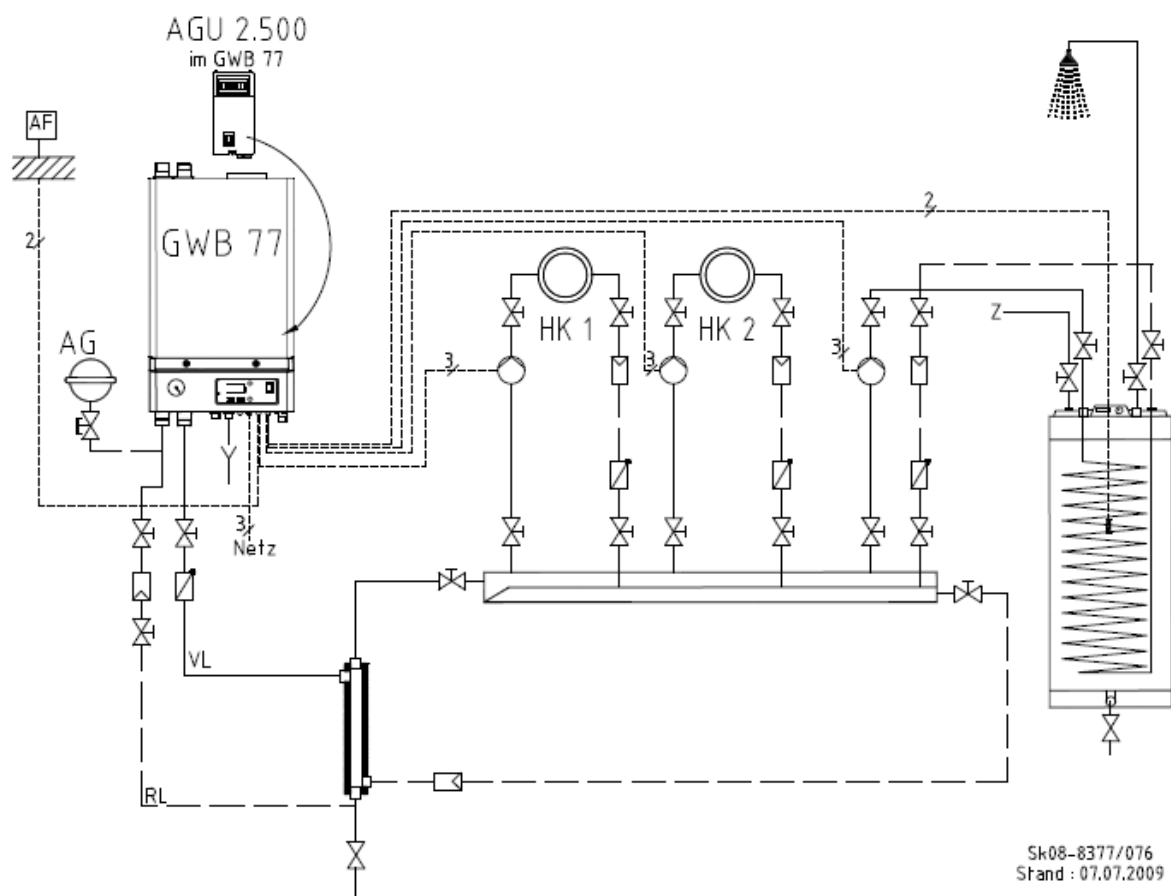 AGU 2.500
im GWB 77
AF
2
GWB 77
AG
2
HK 1
HK 2
Z
3
3
3
3
Netz
VL
RL
Sk08-8377/076
Stand : 07.07.2009